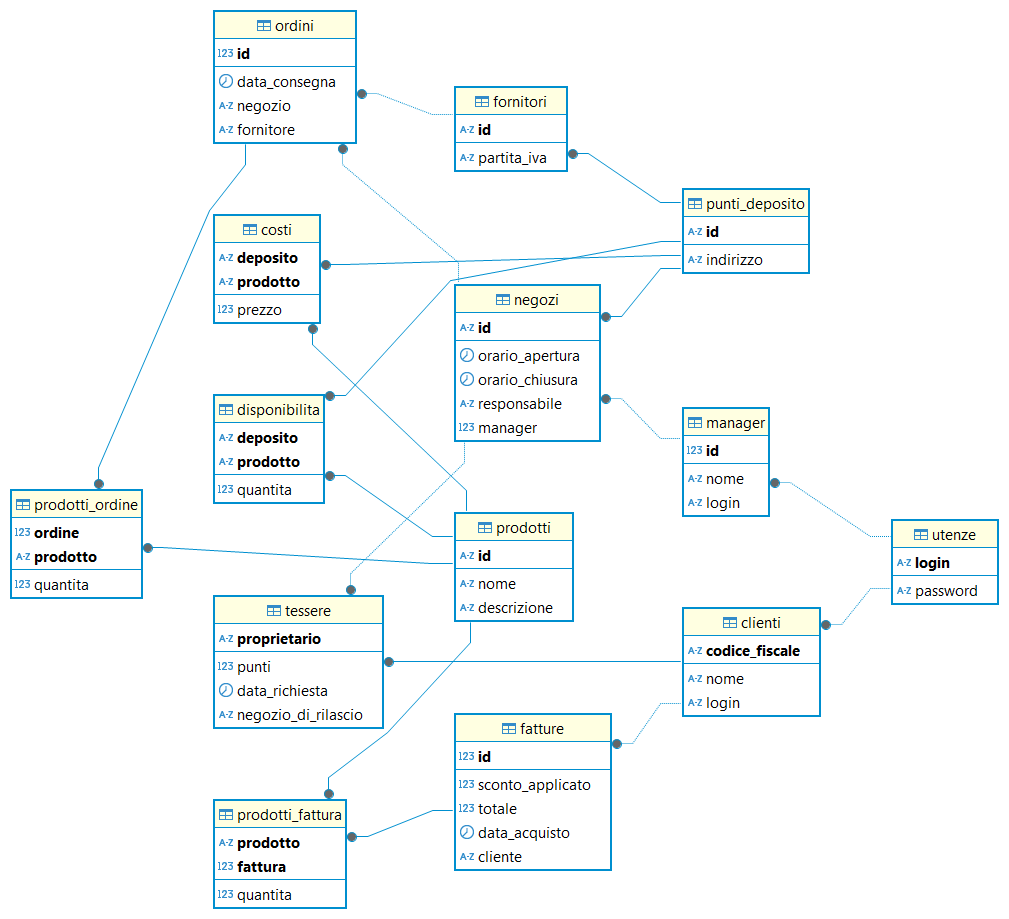 ordini
123 id
data_consegna
A-Z negozio
A-Z fornitore
fornitori
A-Z id
A-Z partita_iva
punti_deposito
A-Z id
A-Z indirizzo
costi
A-Z deposito
A-Z prodotto
123 prezzo
negozi
A-Z id
orario_apertura
orario_chiusura
A-Z responsabile
123 manager
disponibilita
A-Z deposito
A-Z prodotto
123 quantita
manager
123 id
A-Z nome
A-Z login
prodotti_ordine
123 ordine
A-Z prodotto
123 quantita
prodotti
A-Z id
A-Z nome
A-Z descrizione
utenze
A-Z login
A-Z password
tessere
A-Z proprietario
123 punti
data_richiesta
A-Z negozio_di_rilascio
clienti
A-Z codice_fiscale
A-Z nome
A-Z login
fatture
123 id
123 sconto_applicato
123 totale
data_acquisto
A-Z cliente
prodotti_fattura
A-Z prodotto
123 fattura
123 quantita